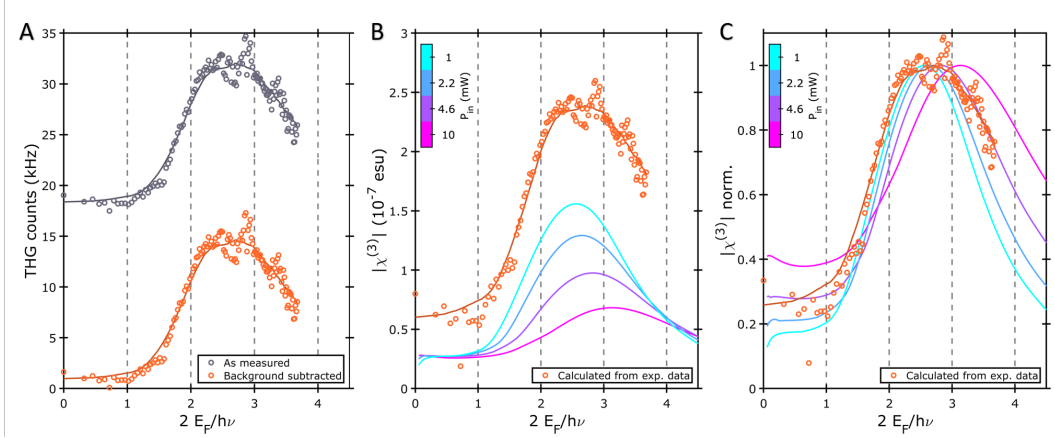 A
35
30
25
20
15
10
5
0
THG counts (kHz)
0
1
2
3
4
2 E_F/hν
As measured
Background subtracted
B
3
2.5
2
1.5
1
0.5
0
|χ^(3)| (10^-7 esu)
1
2.2
4.6
10
P_in (mW)
0
1
2
3
4
2 E_F/hν
Calculated from exp. data
C
1
0.8
0.6
0.4
0.2
|χ^(3)| norm.
1
2.2
4.6
10
P_in (mW)
0
1
2
3
4
2 E_F/hν
Calculated from exp. data